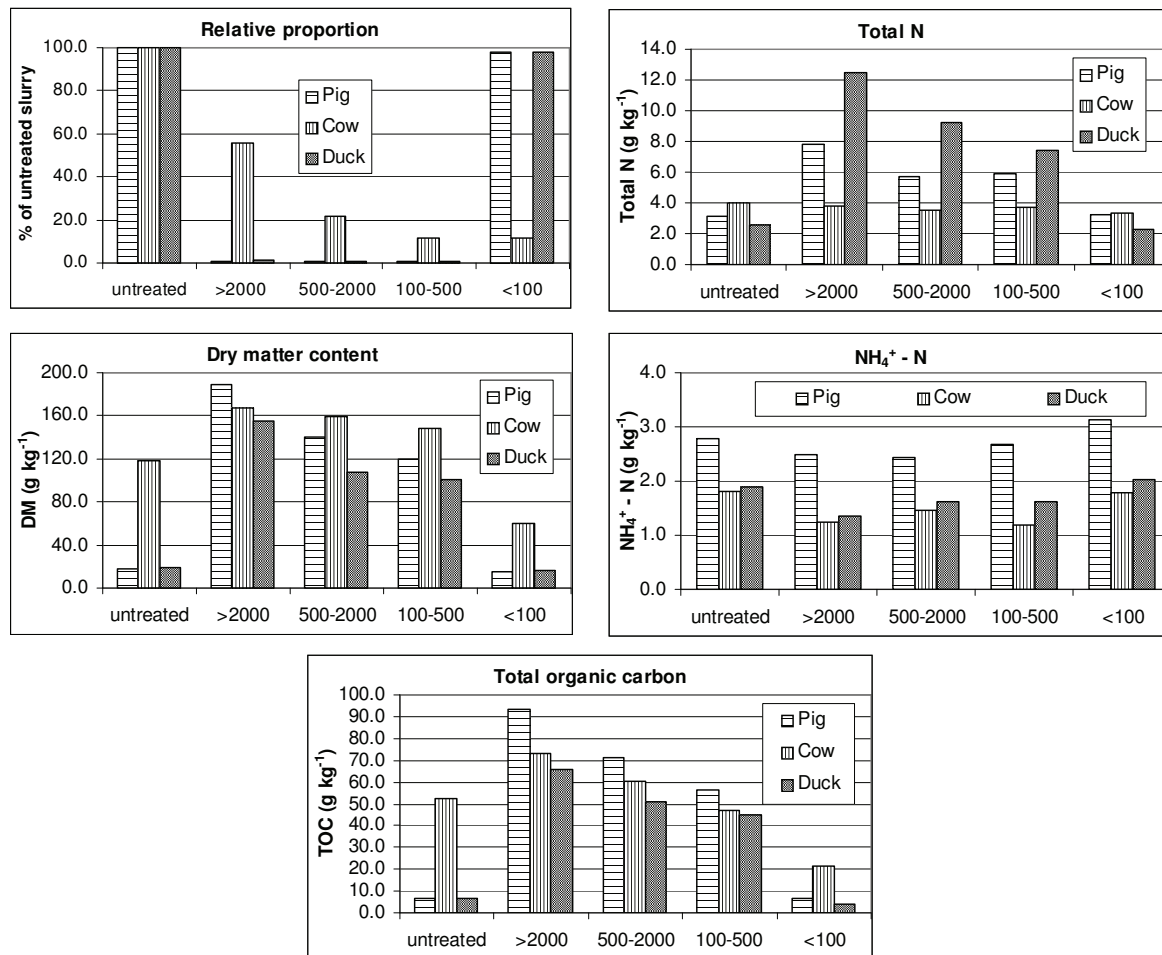 Relative proportion
% of untreated slurry
100.0
80.0
60.0
40.0
20.0
0.0
Pig
Cow
Duck
untreated >2000 500-2000 100-500 <100
Total N
Total N (g kg⁻¹)
14.0
12.0
10.0
8.0
6.0
4.0
2.0
0.0
Pig
Cow
Duck
untreated >2000 500-2000 100-500 <100
Dry matter content
DM (g kg⁻¹)
200.0
160.0
120.0
80.0
40.0
0.0
Pig
Cow
Duck
untreated >2000 500-2000 100-500 <100
NH₄⁺ - N
NH₄⁺ - N (g kg⁻¹)
4.0
3.0
2.0
1.0
0.0
Pig Cow Duck
untreated >2000 500-2000 100-500 <100
Total organic carbon
TOC (g kg⁻¹)
100.0
90.0
80.0
70.0
60.0
50.0
40.0
30.0
20.0
10.0
0.0
Pig
Cow
Duck
untreated >2000 500-2000 100-500 <100